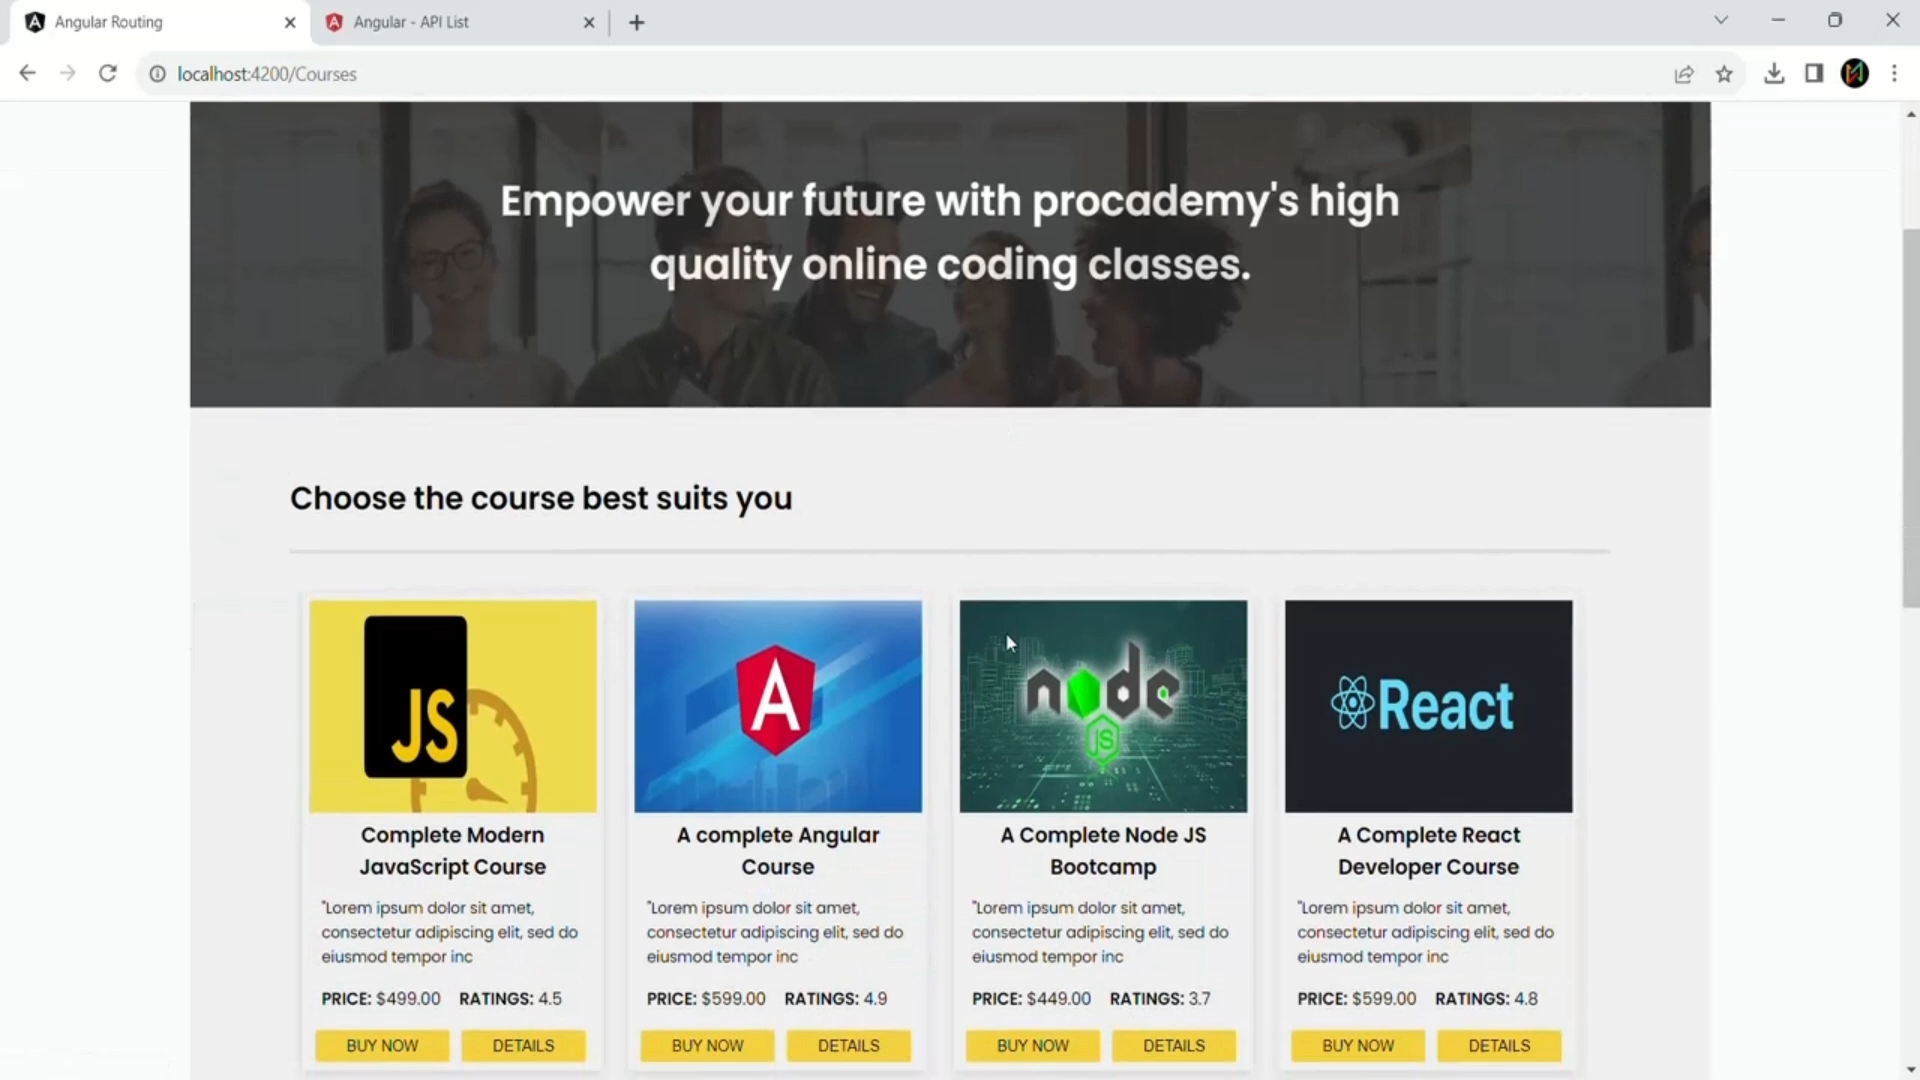 Angular Routing
Angular - API List
localhost:4200/Courses
Empower your future with procademy's high
quality online coding classes.
Choose the course best suits you
JS
A
node
JS
React
Complete Modern
JavaScript Course
"Lorem ipsum dolor sit amet,
consectetur adipiscing elit, sed do
eiusmod tempor inc
PRICE: $499.00 RATINGS: 4.5
BUY NOW DETAILS
A complete Angular
Course
"Lorem ipsum dolor sit amet,
consectetur adipiscing elit, sed do
eiusmod tempor inc
PRICE: $599.00 RATINGS: 4.9
BUY NOW DETAILS
A Complete Node JS
Bootcamp
"Lorem ipsum dolor sit amet,
consectetur adipiscing elit, sed do
eiusmod tempor inc
PRICE: $449.00 RATINGS: 3.7
BUY NOW DETAILS
A Complete React
Developer Course
"Lorem ipsum dolor sit amet,
consectetur adipiscing elit, sed do
eiusmod tempor inc
PRICE: $599.00 RATINGS: 4.8
BUY NOW DETAILS